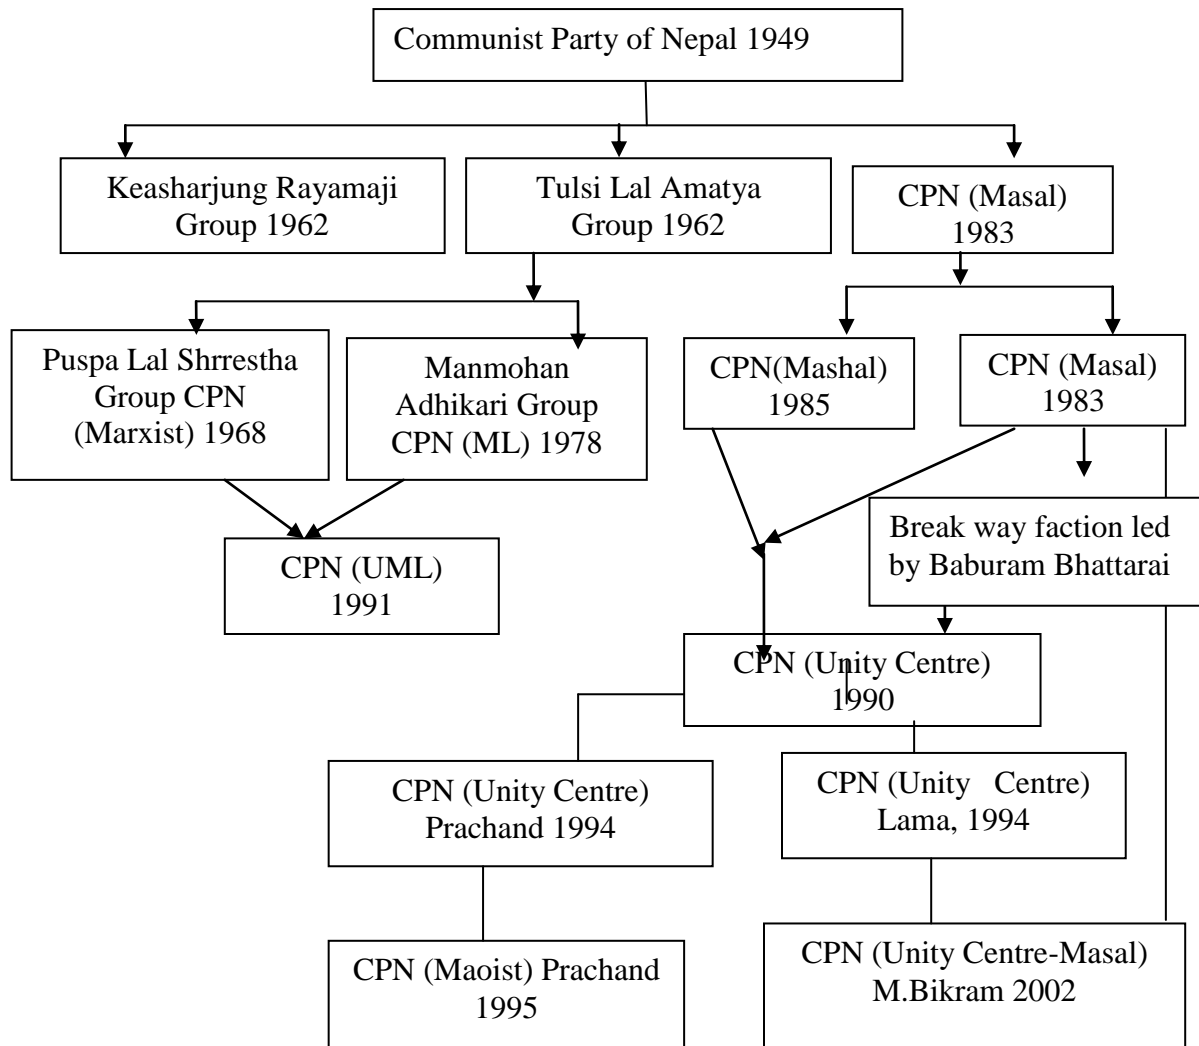 Communist Party of Nepal 1949
Keasharjung Rayamaji
Group 1962
Tulsi Lal Amatya
Group 1962
CPN (Masal)
1983
Puspa Lal Shrrestha
Group CPN
(Marxist) 1968
Manmohan
Adhikari Group
CPN (ML) 1978
CPN(Mashal)
1985
CPN (Masal)
1983
CPN (UML)
1991
Break way faction led
by Baburam Bhattarai
CPN (Unity Centre)
1990
CPN (Unity Centre)
Prachand 1994
CPN (Unity Centre)
Lama, 1994
CPN (Maoist) Prachand
1995
CPN (Unity Centre-Masal)
M.Bikram 2002